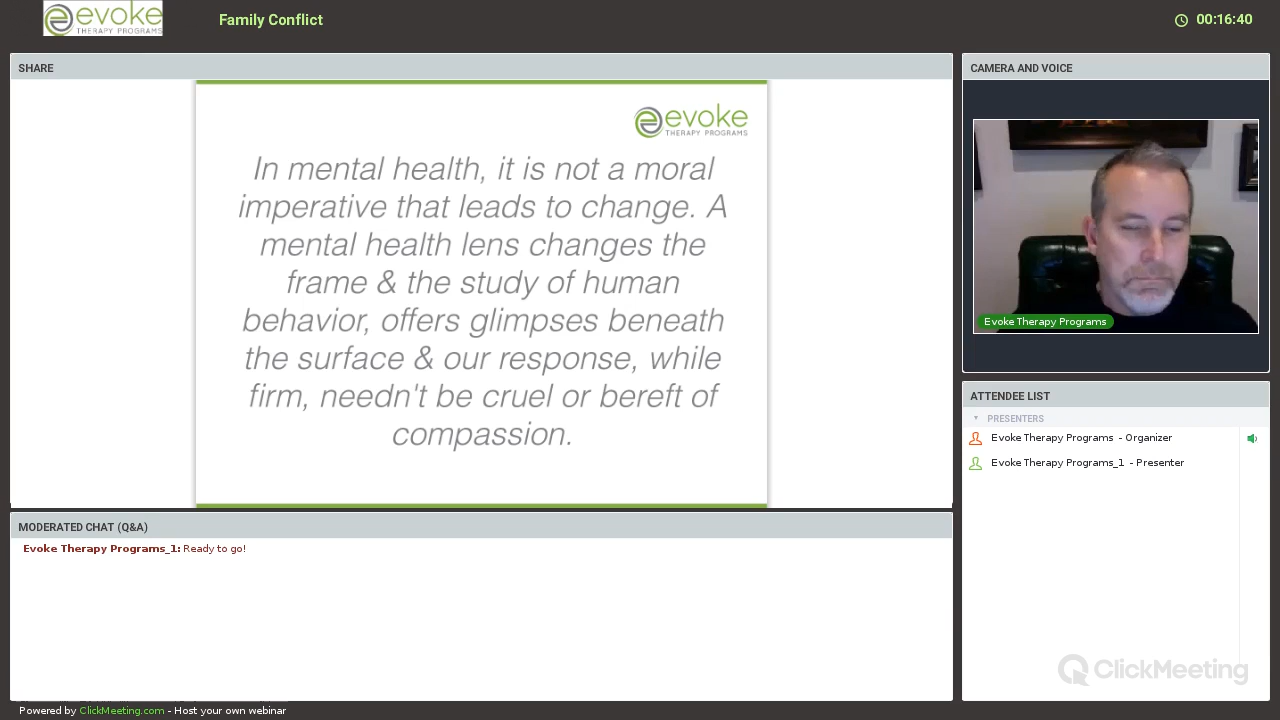 evoke
THERAPY PROGRAMS
Family Conflict
00:16:40
SHARE
evoke
THERAPY PROGRAMS
In mental health, it is not a moral
imperative that leads to change. A
mental health lens changes the
frame & the study of human
behavior, offers glimpses beneath
the surface & our response, while
firm, needn't be cruel or bereft of
compassion.
CAMERA AND VOICE
Evoke Therapy Programs
ATTENDEE LIST
PRESENTERS
Evoke Therapy Programs - Organizer
Evoke Therapy Programs_1 - Presenter
MODERATED CHAT (Q&A)
Evoke Therapy Programs_1: Ready to go!
ClickMeeting
Powered by ClickMeeting.com - Host your own webinar